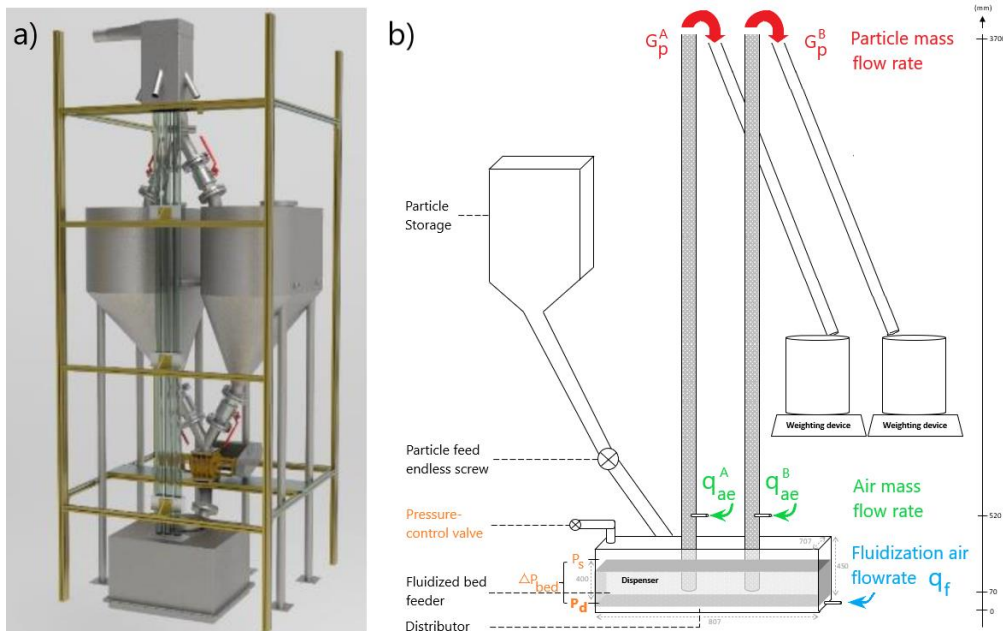 a)
b)
(mm)
3700
G_p^A
G_p^B
Particle mass
flow rate
Particle
Storage
Weighting device
Weighting device
Particle feed
endless screw
q_ae^A
q_ae^B
Air mass
flow rate
520
Pressure-
control valve
707
450
P_s
ΔP_bed
400
Dispenser
Fluidization air
flowrate q_f
Fluidized bed
feeder
P_d
70
0
Distributor
807